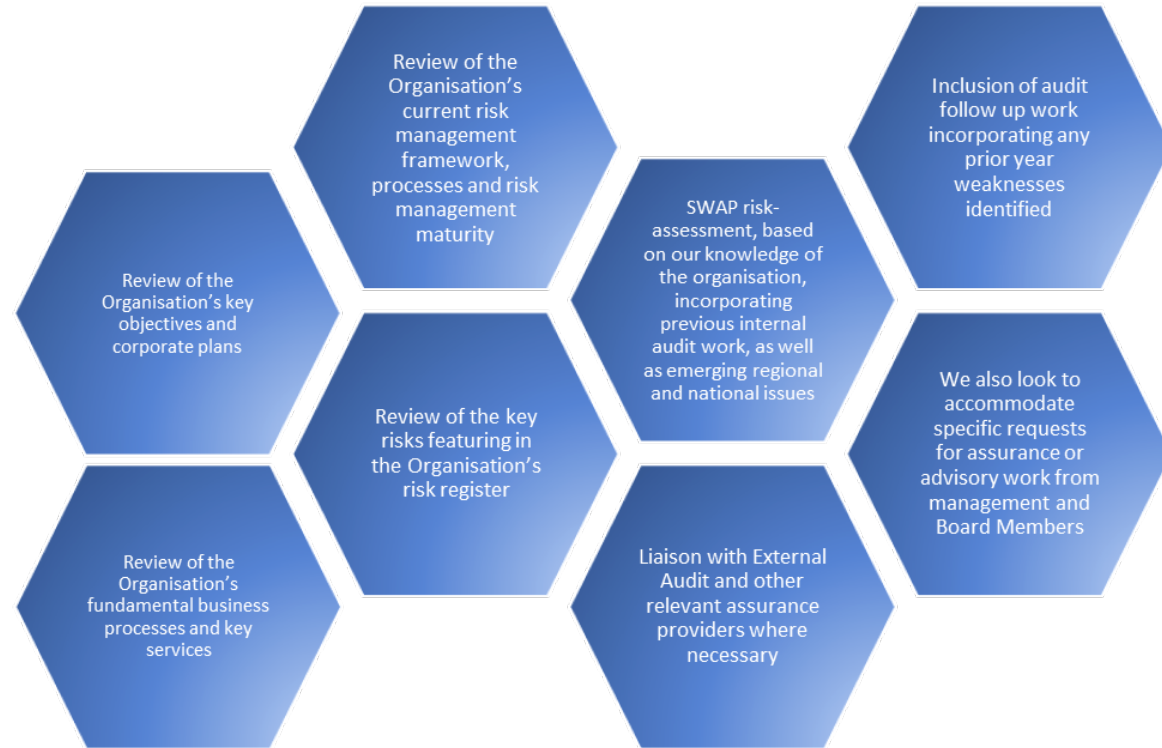 Review of the
Organisation's
current risk
management
framework,
processes and risk
management
maturity
Inclusion of audit
follow up work
incorporating any
prior year
weaknesses
identified
Review of the
Organisation's key
objectives and
corporate plans
SWAP risk-
assessment, based
on our knowledge of
the organisation,
incorporating
previous internal
audit work, as well
as emerging regional
and national issues
Review of the key
risks featuring in
the Organisation's
risk register
We also look to
accommodate
specific requests
for assurance or
advisory work from
management and
Board Members
Review of the
Organisation's
fundamental business
processes and key
services
Liaison with External
Audit and other
relevant assurance
providers where
necessary